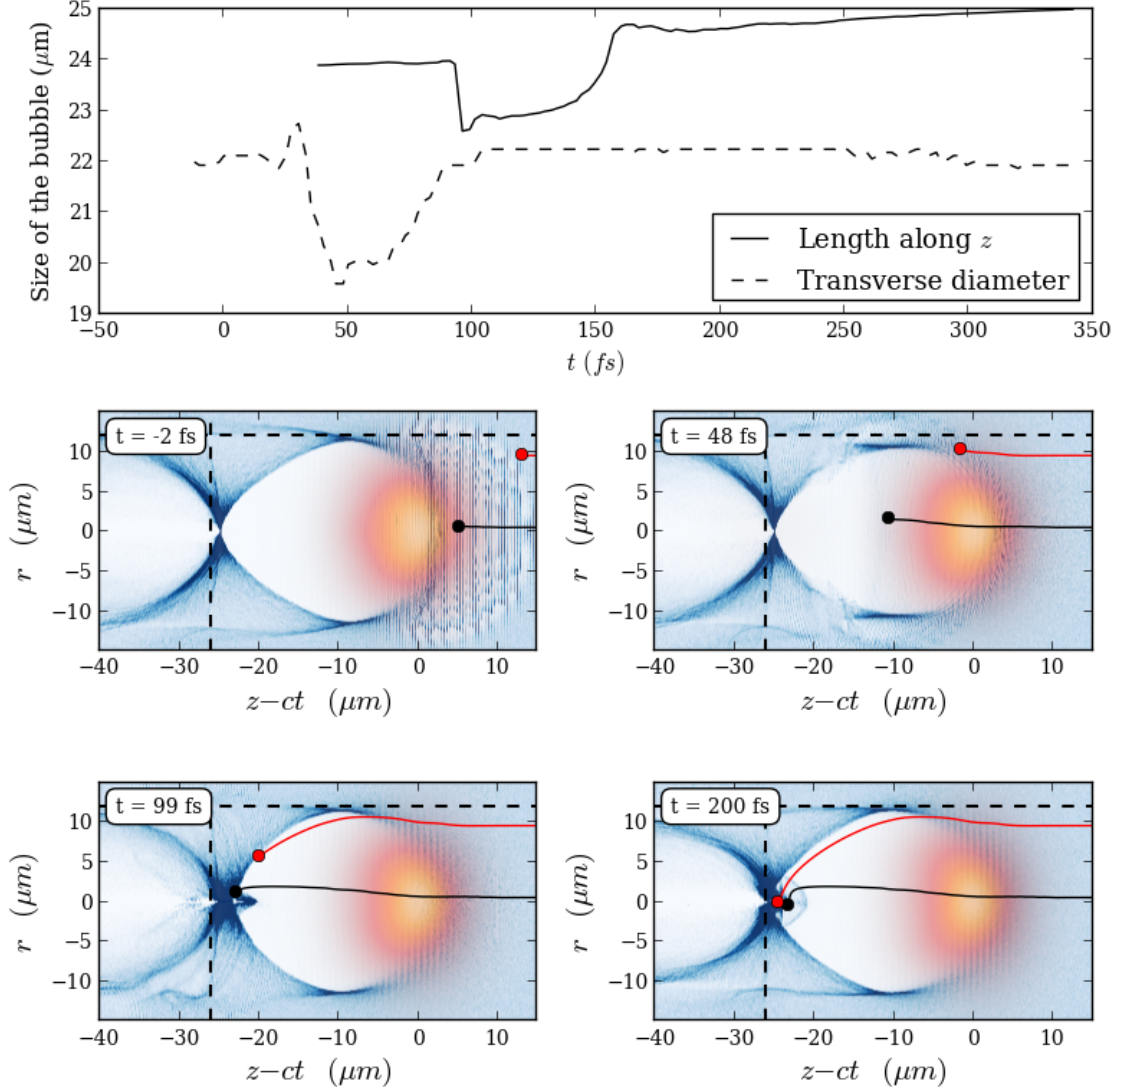 Size of the bubble (μm)
25
24
23
22
21
20
19
Length along z
Transverse diameter
−50 0 50 100 150 200 250 300 350
t (fs)
t = -2 fs
r (μm)
10
5
0
−5
−10
−40 −30 −20 −10 0 10
z−ct (μm)
t = 48 fs
r (μm)
10
5
0
−5
−10
−40 −30 −20 −10 0 10
z−ct (μm)
t = 99 fs
r (μm)
10
5
0
−5
−10
−40 −30 −20 −10 0 10
z−ct (μm)
t = 200 fs
r (μm)
10
5
0
−5
−10
−40 −30 −20 −10 0 10
z−ct (μm)